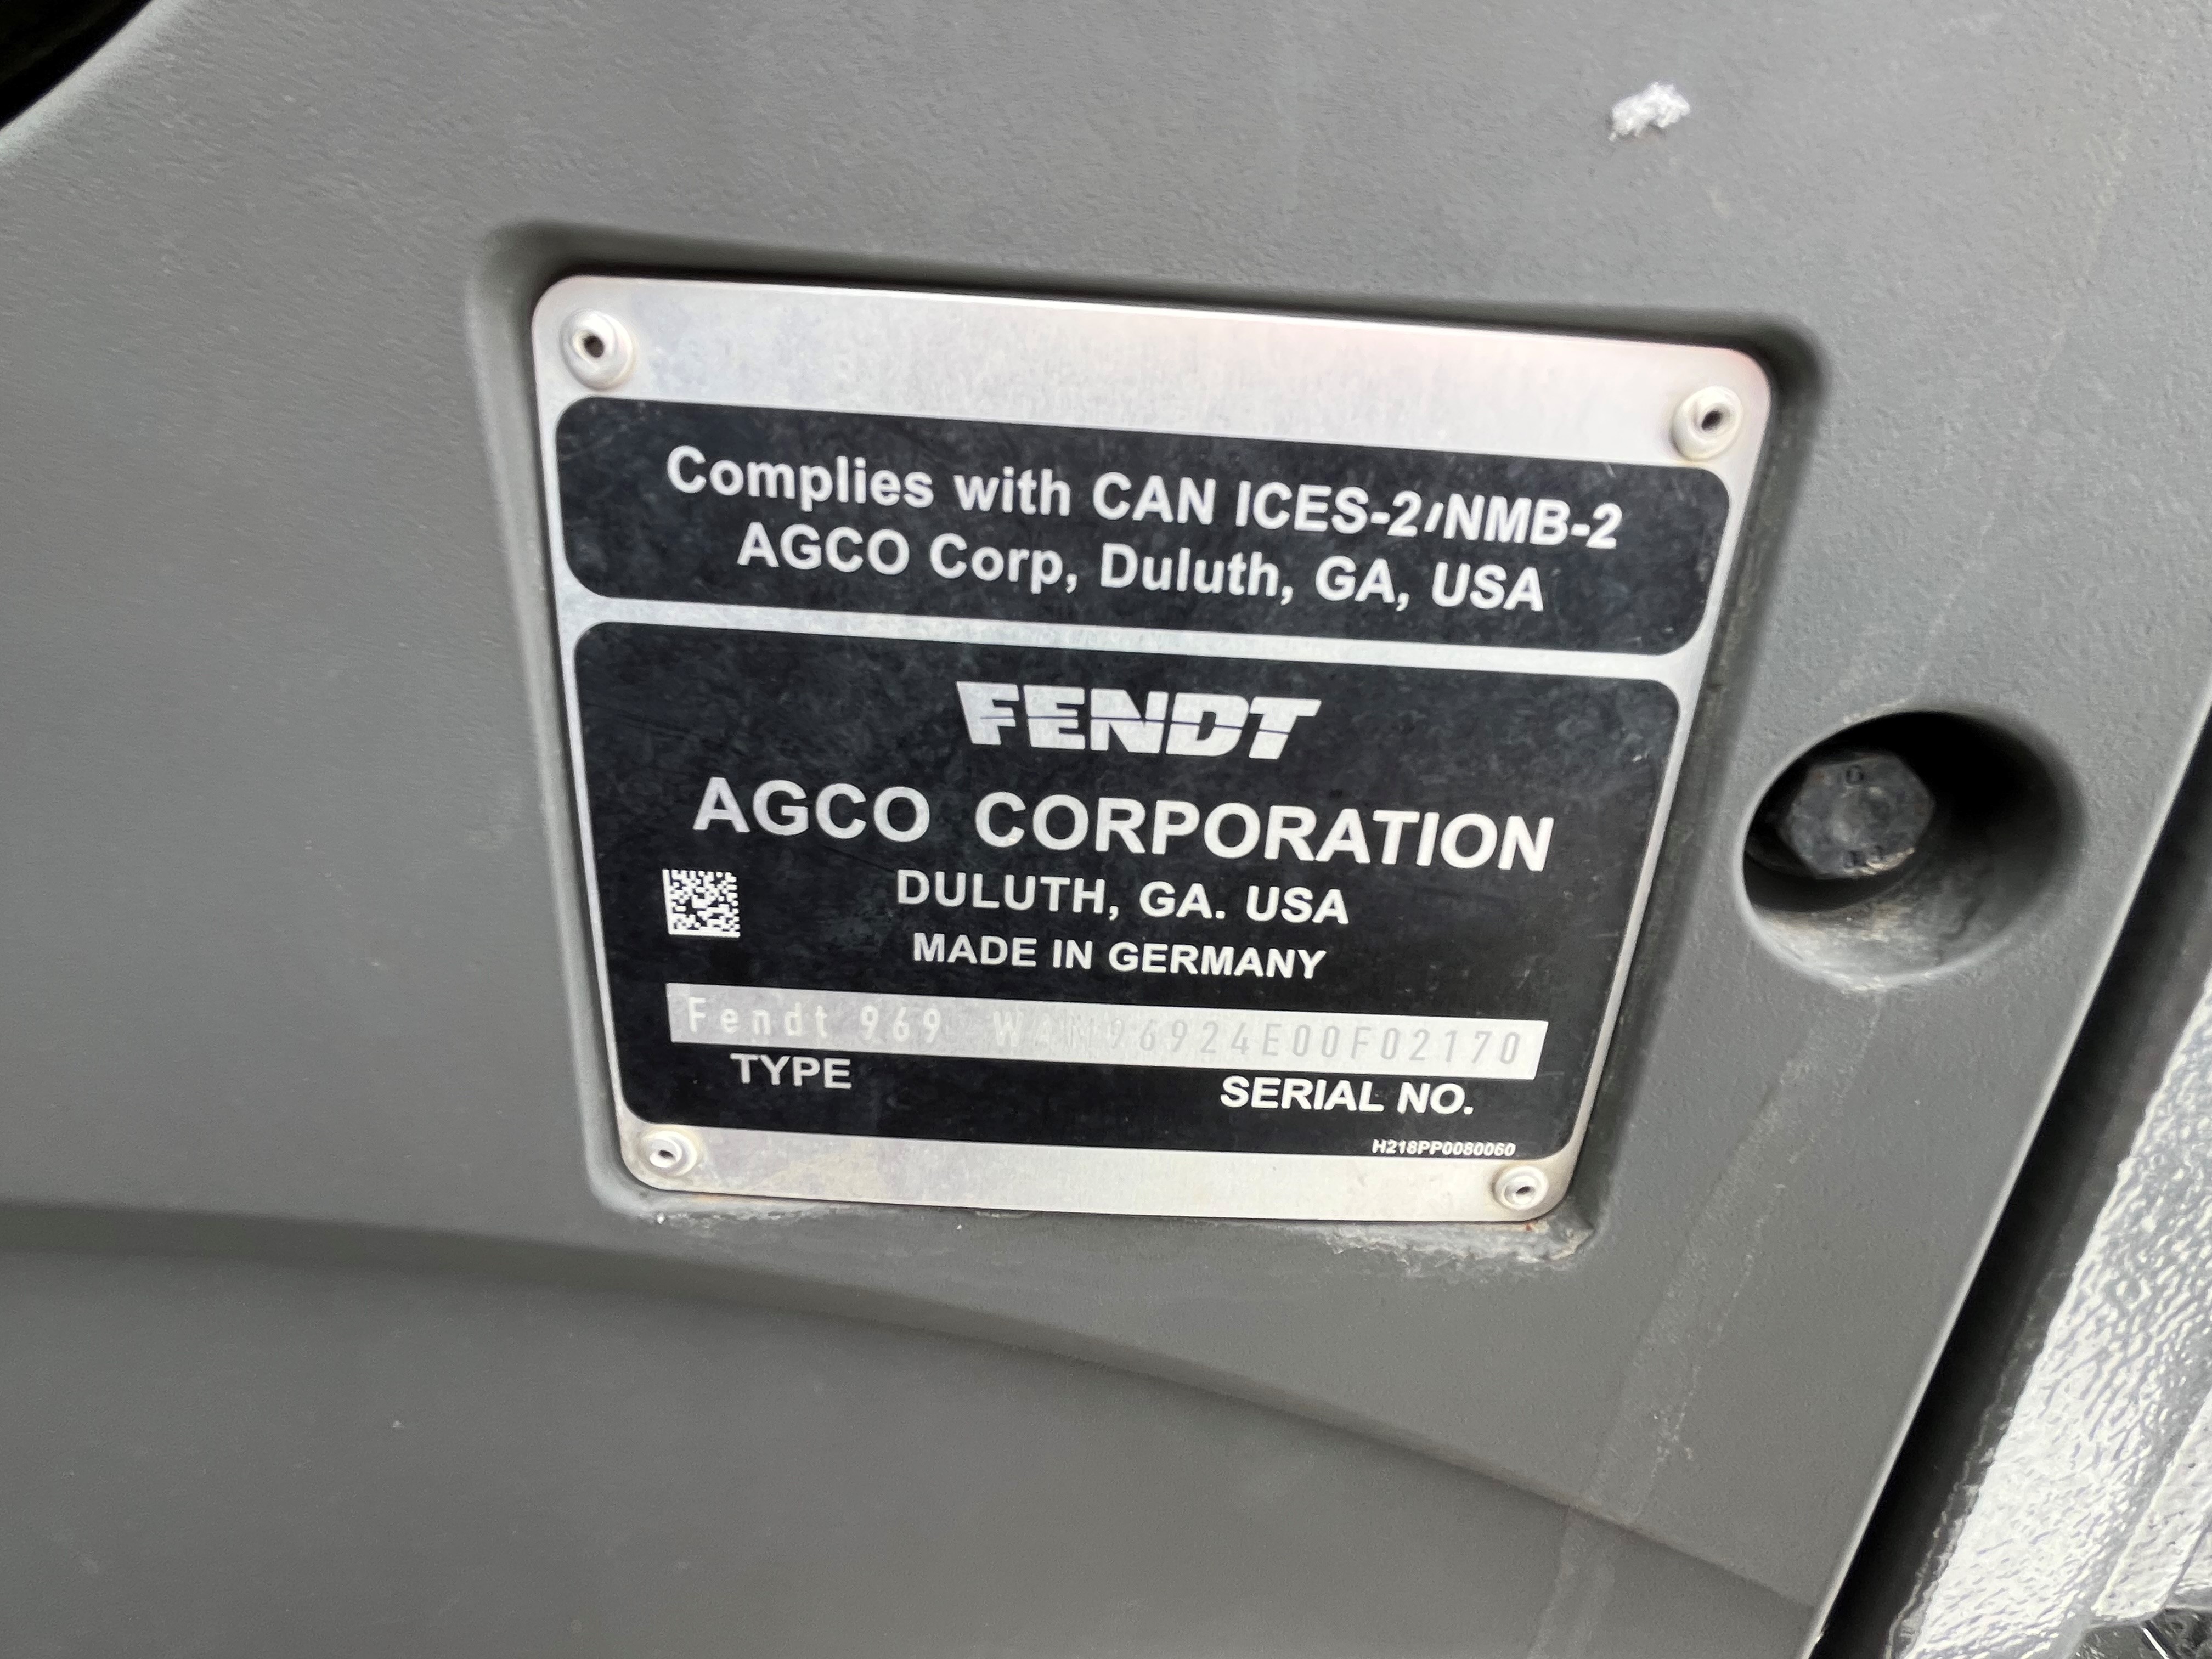 Complies with CAN ICES-2/NMB-2
AGCO Corp, Duluth, GA, USA
FENDT
AGCO CORPORATION
DULUTH, GA. USA
MADE IN GERMANY
Fendt 969 WAM96924E00F02170
TYPE SERIAL NO.
H218PP0080060